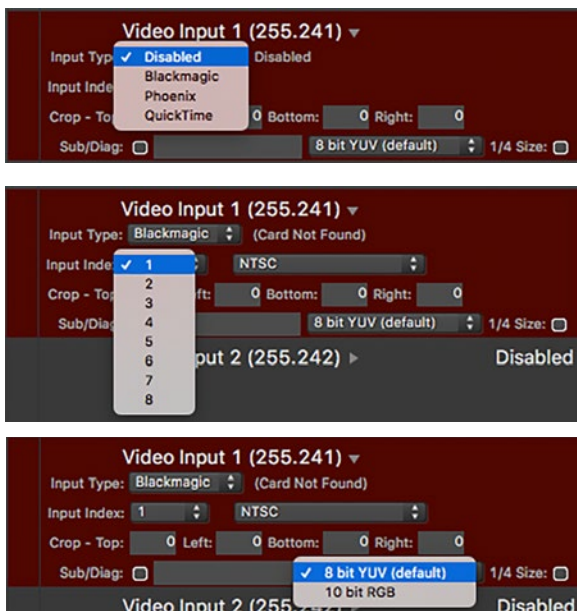 Video Input 1 (255.241)
Input Typ ✓ Disabled Disabled
Blackmagic
Input Inde
Phoenix
Crop - To QuickTime 0 Bottom: 0 Right: 0
Sub/Diag: 8 bit YUV (default) 1/4 Size:
Video Input 1 (255.241)
Input Type: Blackmagic (Card Not Found)
Input Inde ✓ 1 NTSC
2
Crop - Top 3 ft: 0 Bottom: 0 Right: 0
Sub/Diag 4 8 bit YUV (default) 1/4 Size:
5
6 put 2 (255.242) Disabled
7
8
Video Input 1 (255.241)
Input Type: Blackmagic (Card Not Found)
Input Index: 1 NTSC
Crop - Top: 0 Left: 0 Bottom: 0 Right: 0
Sub/Diag: ✓ 8 bit YUV (default) 1/4 Size:
10 bit RGB
Video Input 2 (255. Disabled